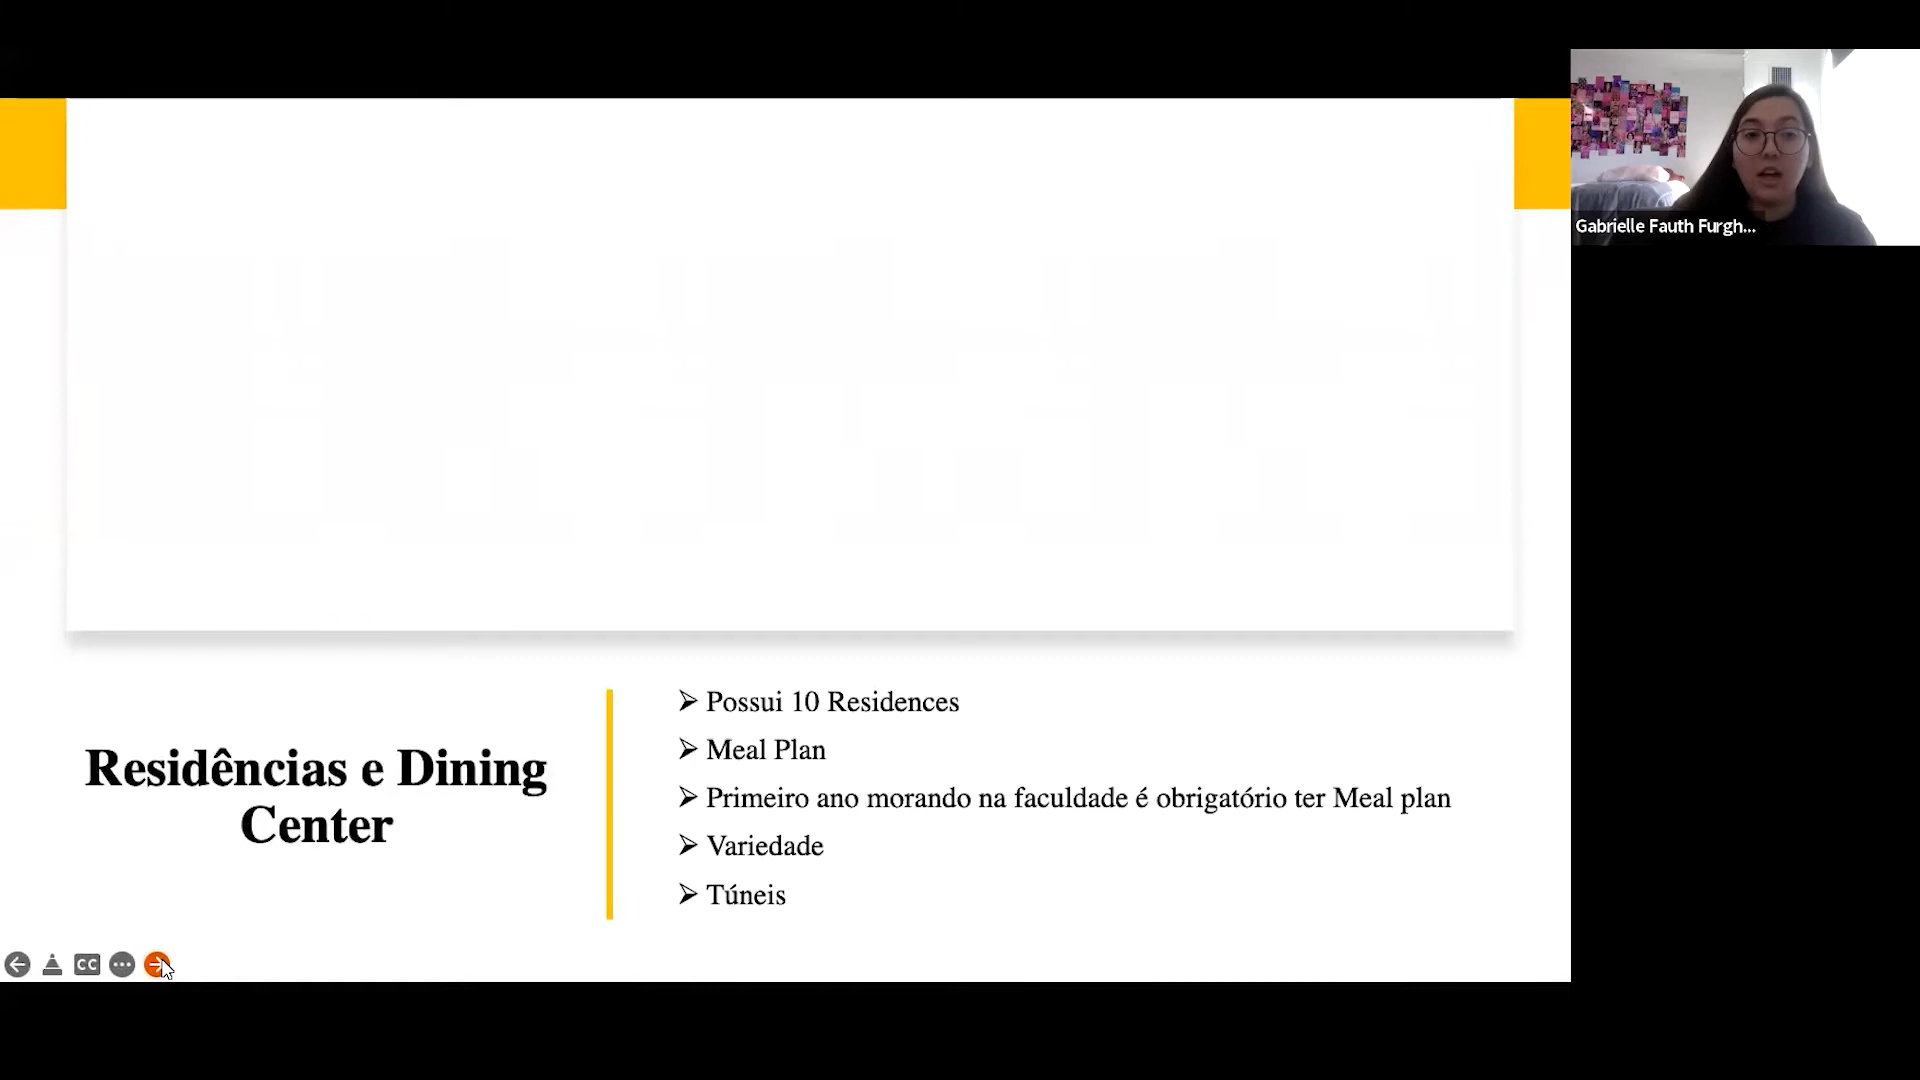 Gabrielle Fauth Furgh...
Residências e Dining
Center
➢ Possui 10 Residences
➢ Meal Plan
➢ Primeiro ano morando na faculdade é obrigatório ter Meal plan
➢ Variedade
➢ Túneis
CC